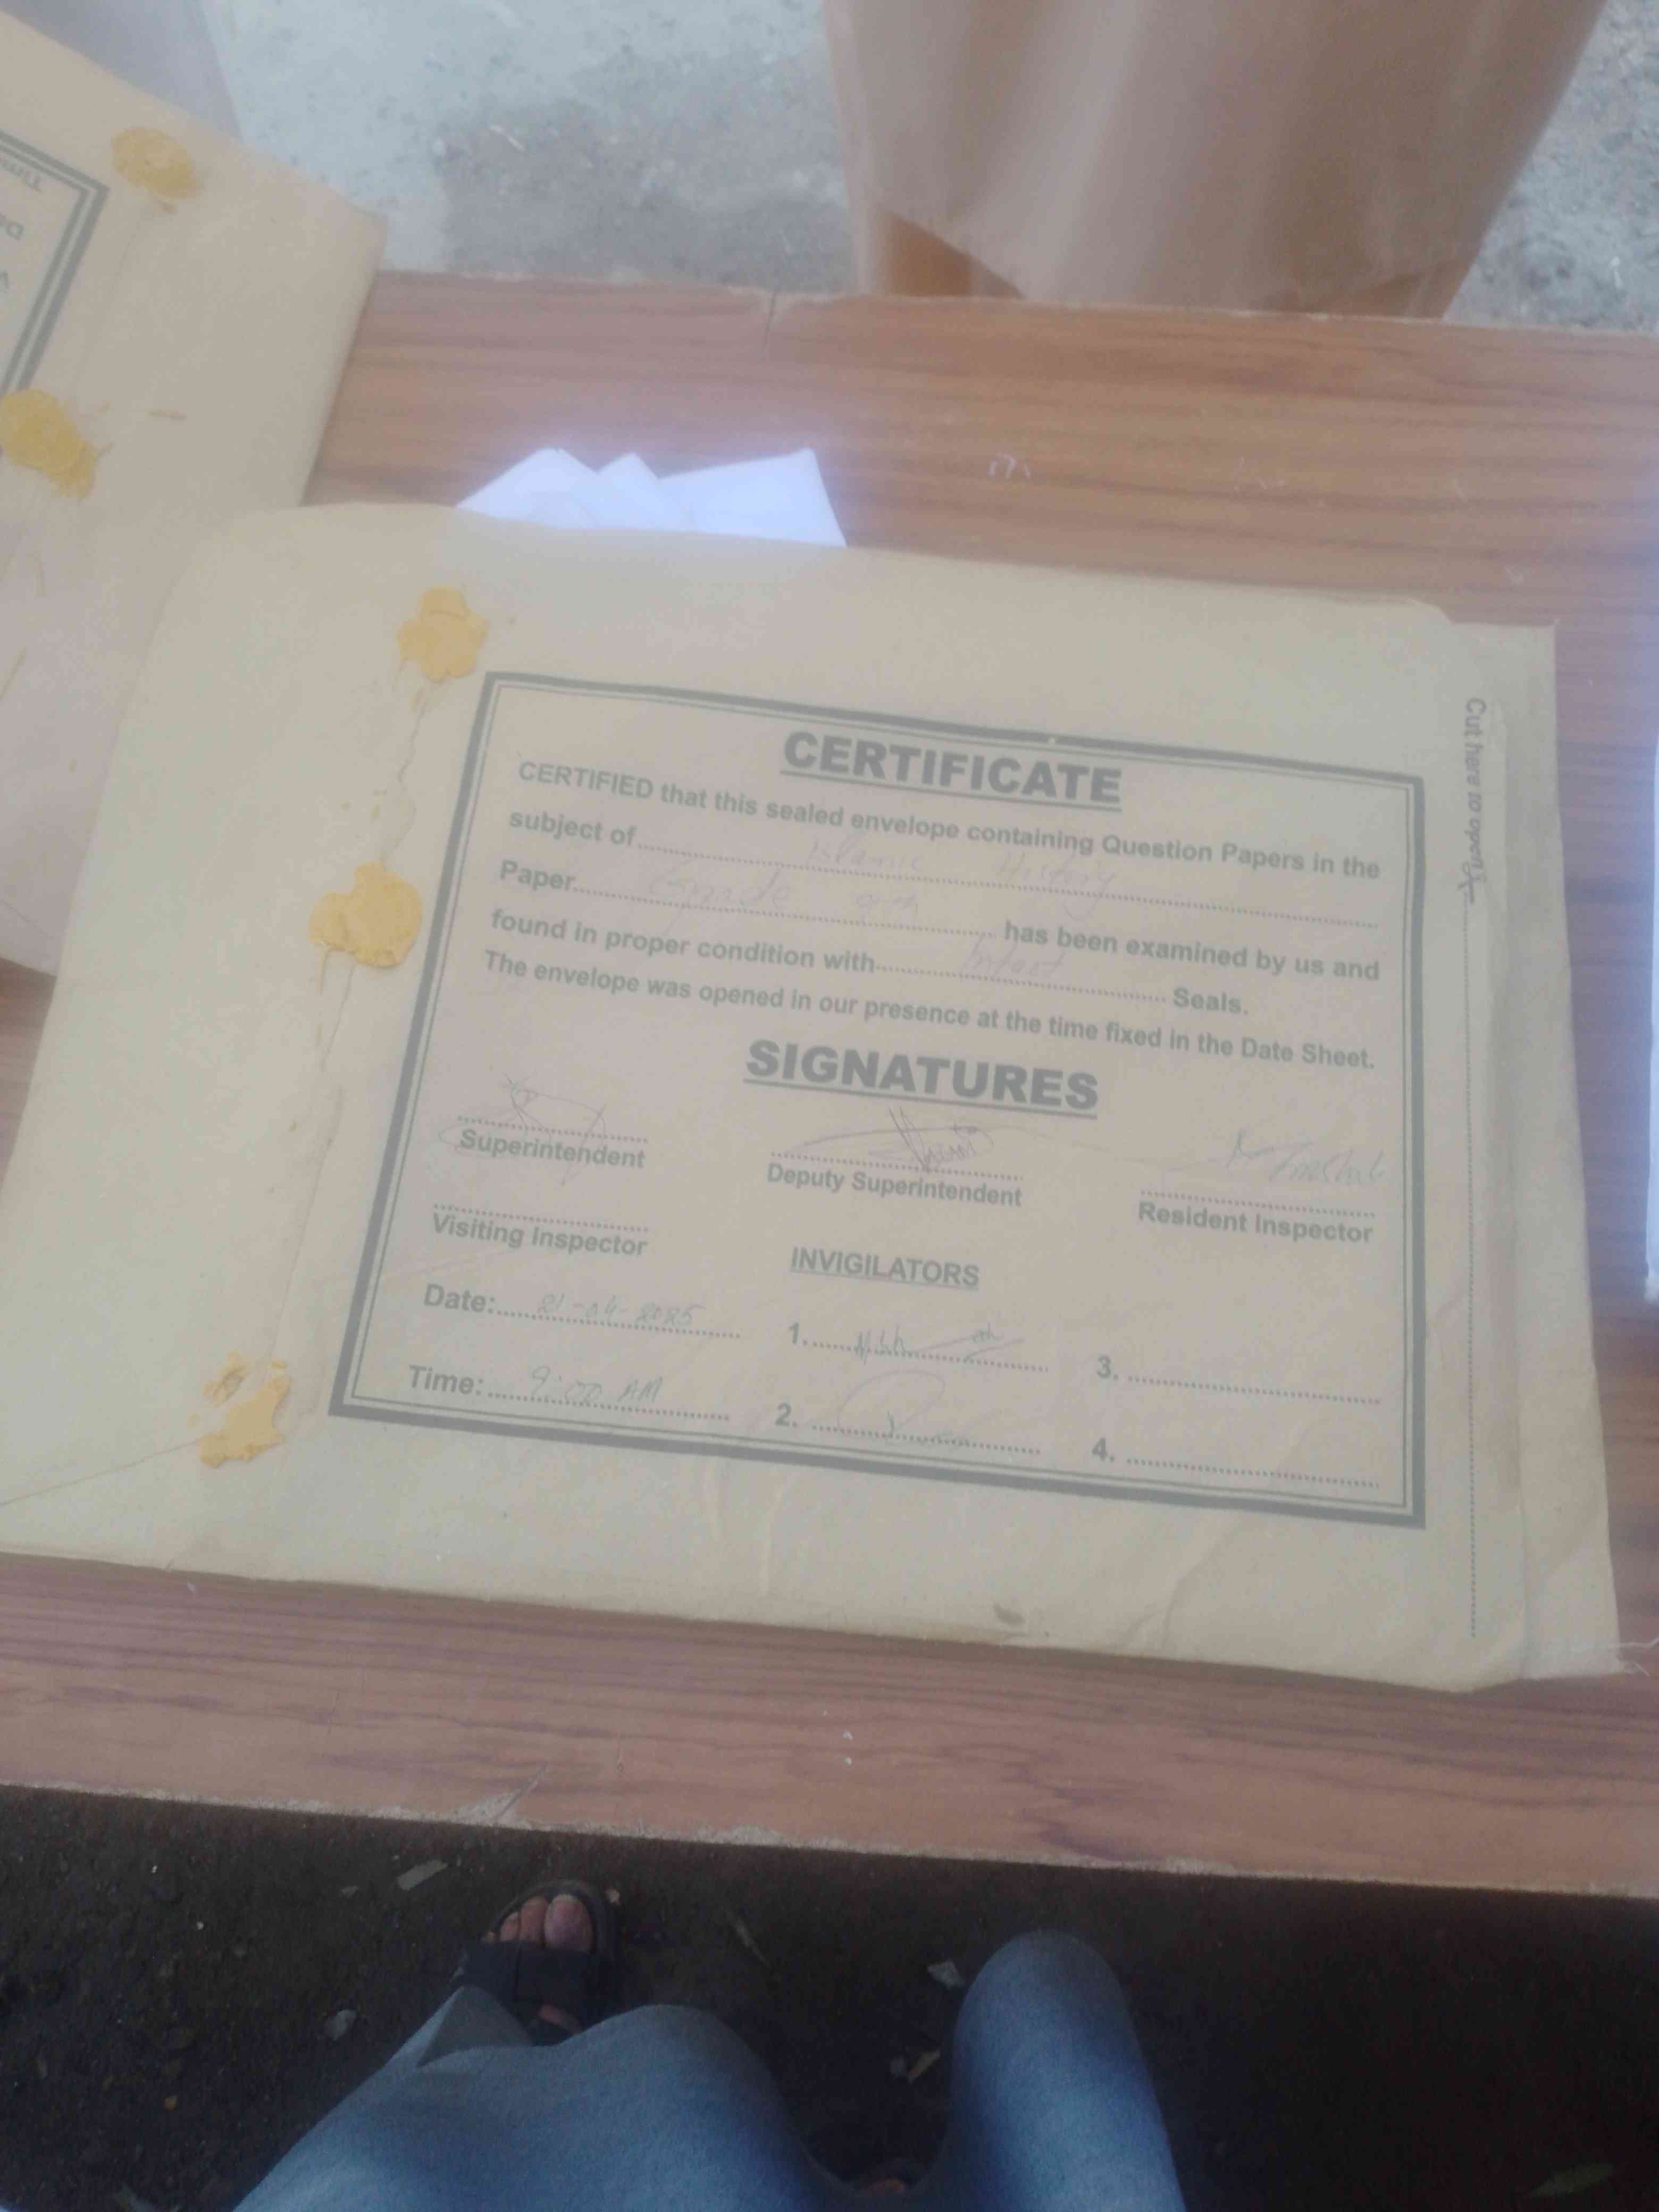 CERTIFICATE
CERTIFIED that this sealed envelope containing Question Papers in the
subject of Islamic History
Paper Grade 9th has been examined by us and
found in proper condition with Intact Seals.
The envelope was opened in our presence at the time fixed in the Date Sheet.
SIGNATURES
Superintendent
Deputy Superintendent
Resident Inspector
Visiting Inspector
INVIGILATORS
Date: 21-04-2025
1.
3.
Time: 9:00 AM
2.
4.
Cut here to open